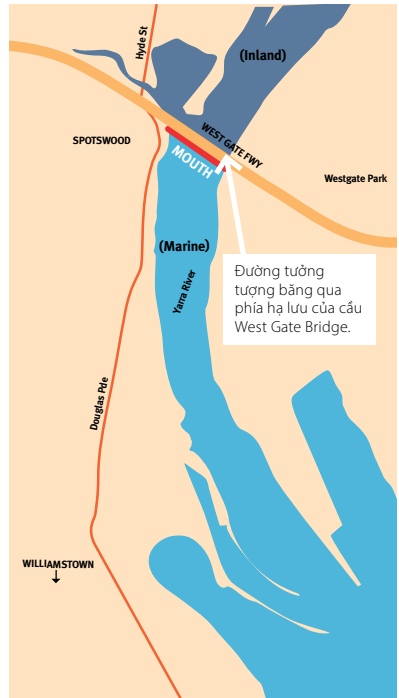 Hyde St
(Inland)
WEST GATE FWY
SPOTSWOOD
MOUTH
Westgate Park
(Marine)
Yarra River
Đường tưởng
tượng băng qua
phía hạ lưu của cầu
West Gate Bridge.
Douglas Pde
WILLIAMSTOWN